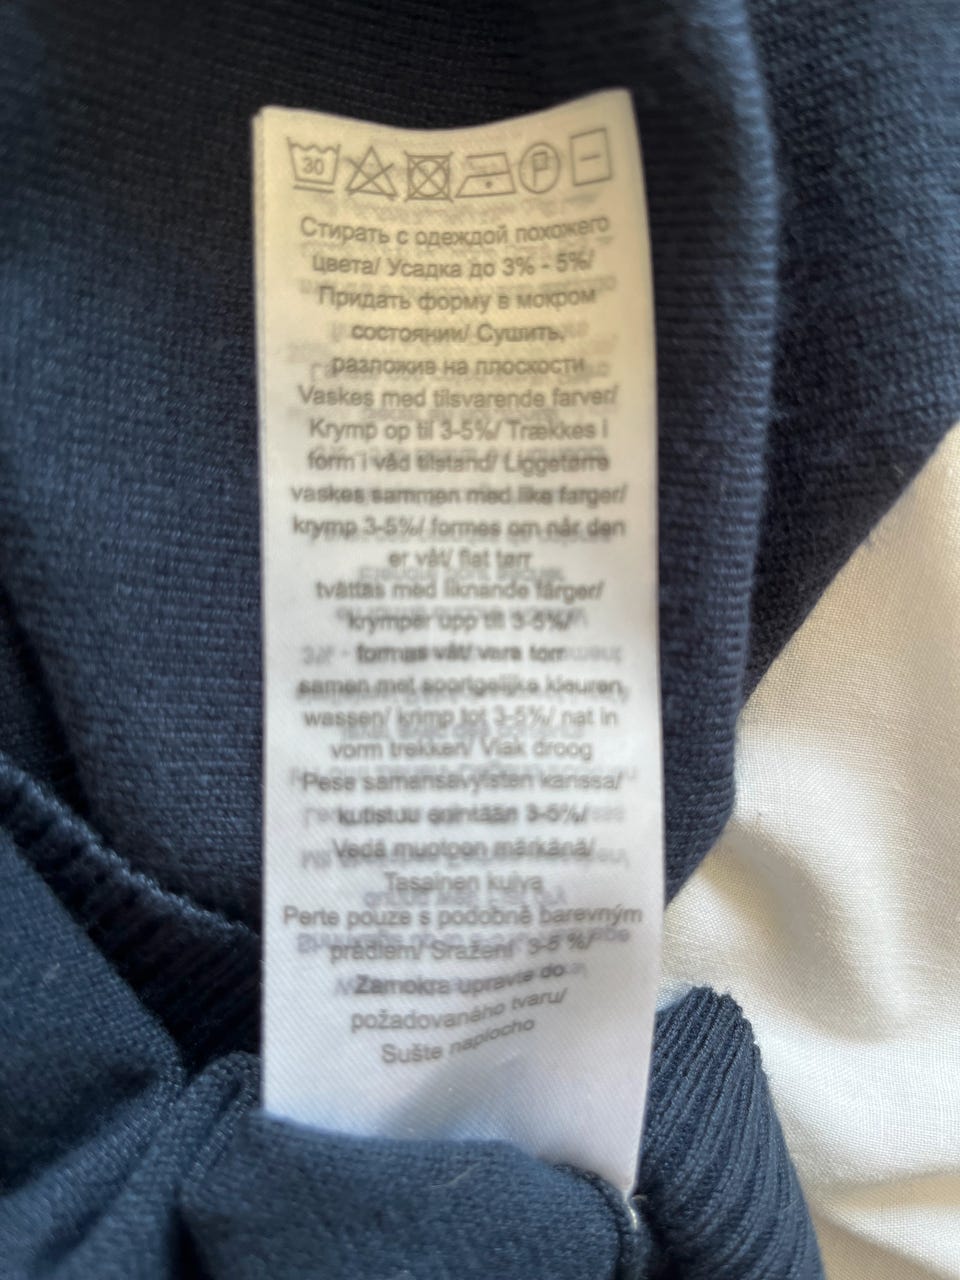 30
P
Стирать с одеждой похожего
цвета/ Усадка до 3% - 5%/
Придать форму в мокром
состоянии/ Сушить,
разложив на плоскости
Vaskes med tilsvarende farver/
Krymp op til 3-5%/ Trækkes i
form i våd tilstand/ Liggetørre
vaskes sammen med like farger/
krymp 3-5%/ formes om når den
er våt/ flat tørr
tvättas med liknande färger/
krymper upp till 3-5%/
formas våt/ vara torr
samen met soortgelijke kleuren
wassen/ krimp tot 3-5%/ nat in
vorm trekken/ Vlak droog
Pese samansävyisten kanssa/
kutistuu enintään 3-5%/
Vedä muotoon märkänä/
Tasainen kuiva
Perte pouze s podobně barevným
prádlem/ Sražení 3-5 %/
Zamokra upravte do
požadovaného tvaru/
Sušte naplocho